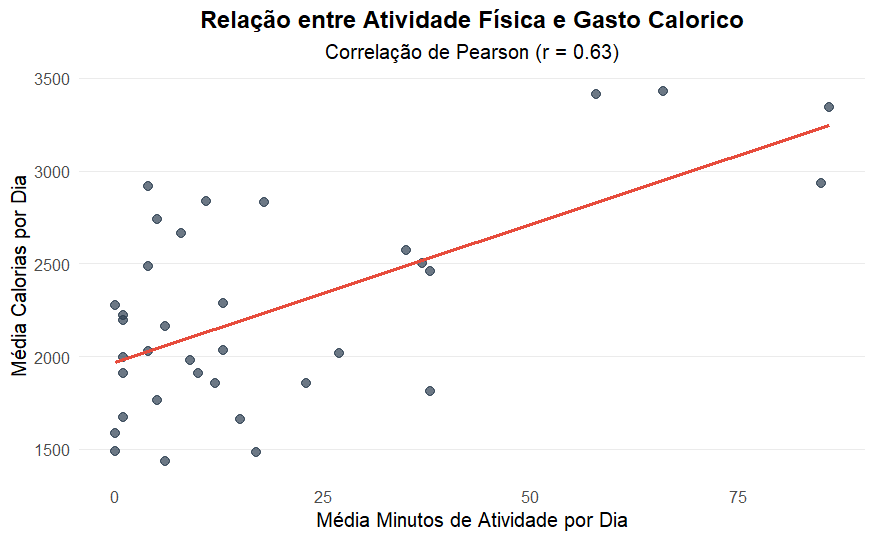 Relação entre Atividade Física e Gasto Calorico
Correlação de Pearson (r = 0.63)
Média Calorias por Dia
3500
3000
2500
2000
1500
0 25 50 75
Média Minutos de Atividade por Dia